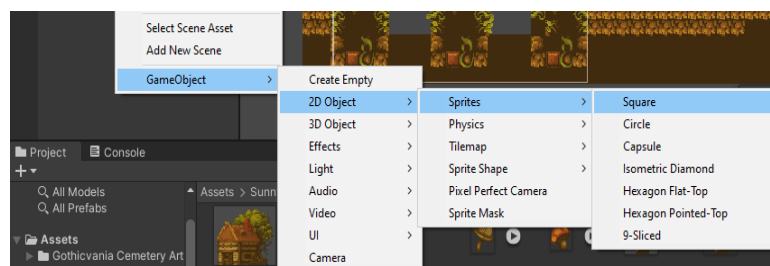 Select Scene Asset
Add New Scene
GameObject
Create Empty
2D Object
3D Object
Effects
Light
Audio
Video
UI
Camera
Sprites
Physics
Tilemap
Sprite Shape
Pixel Perfect Camera
Sprite Mask
Square
Circle
Capsule
Isometric Diamond
Hexagon Flat-Top
Hexagon Pointed-Top
9-Sliced
Project
Console
All Models
All Prefabs
Assets
Gothicvania Cemetery Art
Assets > Sunn